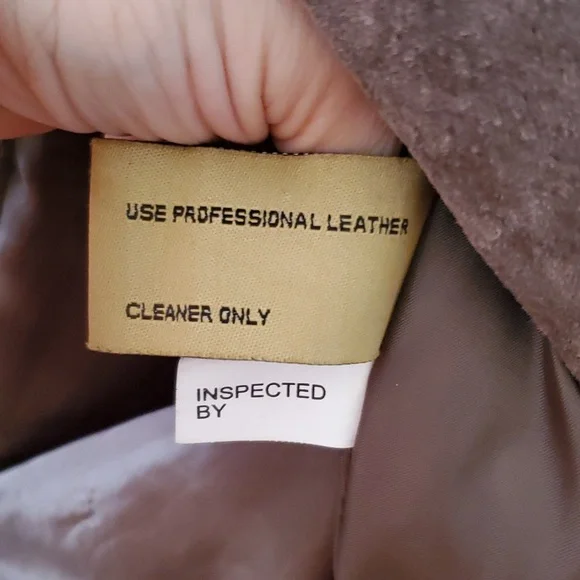 USE PROFESSIONAL LEATHER
CLEANER ONLY
INSPECTED
BY